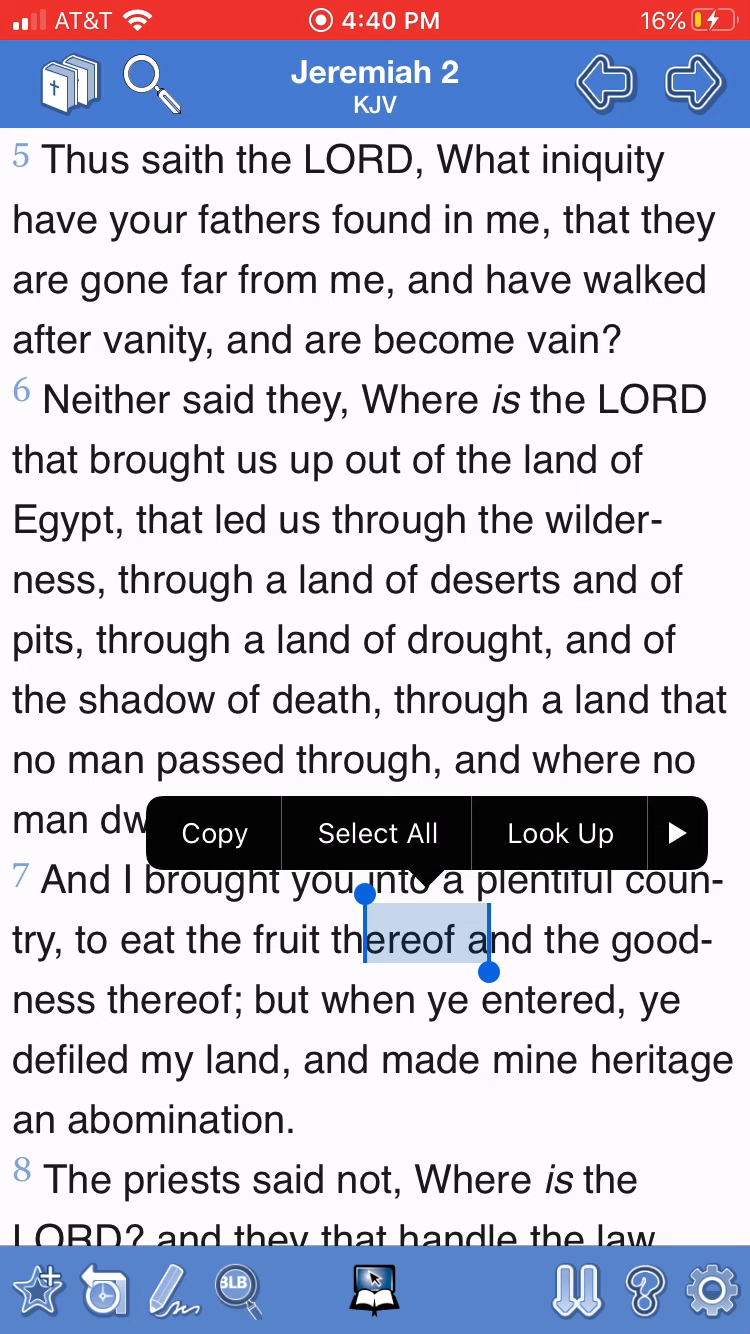 AT&T 4:40 PM 16%
Jeremiah 2
KJV
5 Thus saith the LORD, What iniquity
have your fathers found in me, that they
are gone far from me, and have walked
after vanity, and are become vain?
6 Neither said they, Where is the LORD
that brought us up out of the land of
Egypt, that led us through the wilder-
ness, through a land of deserts and of
pits, through a land of drought, and of
the shadow of death, through a land that
no man passed through, and where no
man dw
Copy Select All Look Up
7 And I brought you into a plentiful coun-
try, to eat the fruit thereof and the good-
ness thereof; but when ye entered, ye
defiled my land, and made mine heritage
an abomination.
8 The priests said not, Where is the
LORD? and they that handle the law
BLB